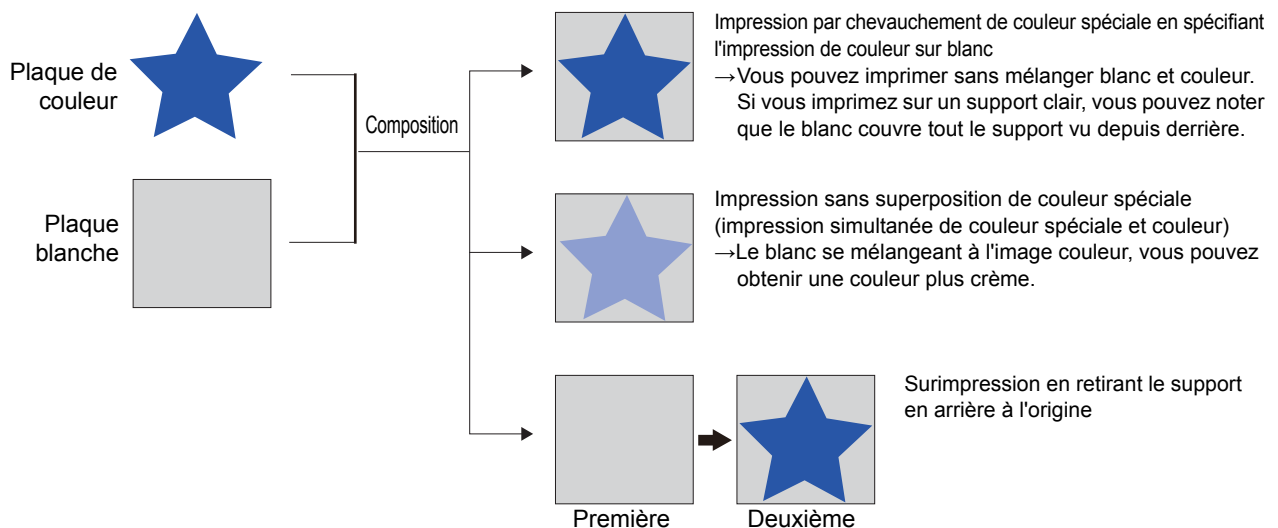 Plaque de
couleur
Plaque
blanche
Composition
Impression par chevauchement de couleur spéciale en spécifiant
l'impression de couleur sur blanc
→Vous pouvez imprimer sans mélanger blanc et couleur.
Si vous imprimez sur un support clair, vous pouvez noter
que le blanc couvre tout le support vu depuis derrière.
Impression sans superposition de couleur spéciale
(impression simultanée de couleur spéciale et couleur)
→Le blanc se mélangeant à l'image couleur, vous pouvez
obtenir une couleur plus crème.
Surimpression en retirant le support
en arrière à l'origine
Première
Deuxième